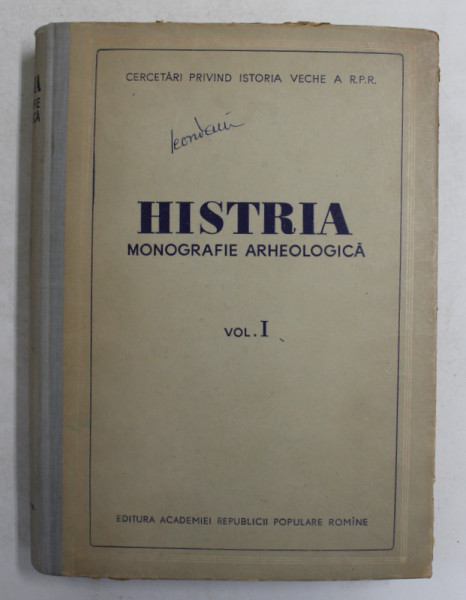 CERCETĂRI PRIVIND ISTORIA VECHE A R.P.R.
HISTRIA
MONOGRAFIE ARHEOLOGICĂ
VOL. I
EDITURA ACADEMIEI REPUBLICII POPULARE ROMÎNE